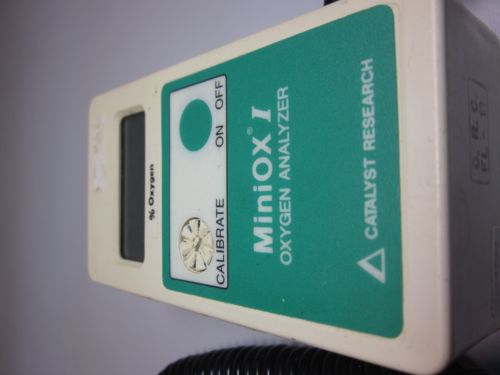 % Oxygen
ON OFF
CALIBRATE
MiniOX® I
OXYGEN ANALYZER
CATALYST RESEARCH